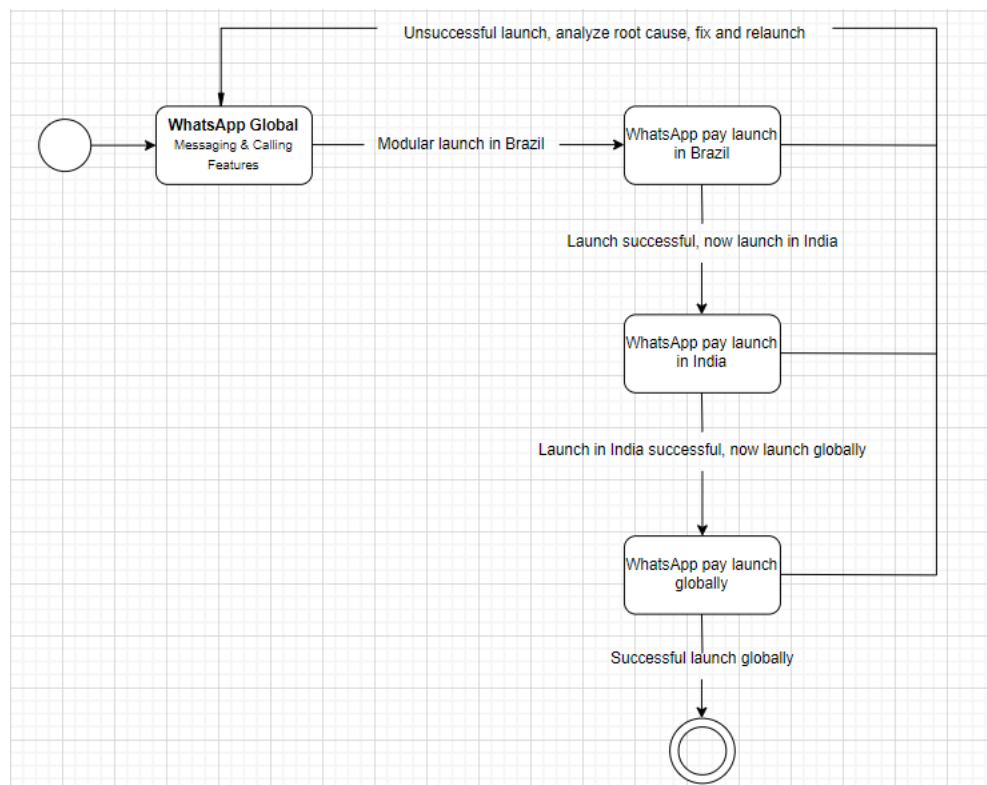 Unsuccessful launch, analyze root cause, fix and relaunch
WhatsApp Global
Messaging & Calling
Features
Modular launch in Brazil
WhatsApp pay launch
in Brazil
Launch successful, now launch in India
WhatsApp pay launch
in India
Launch in India successful, now launch globally
WhatsApp pay launch
globally
Successful launch globally